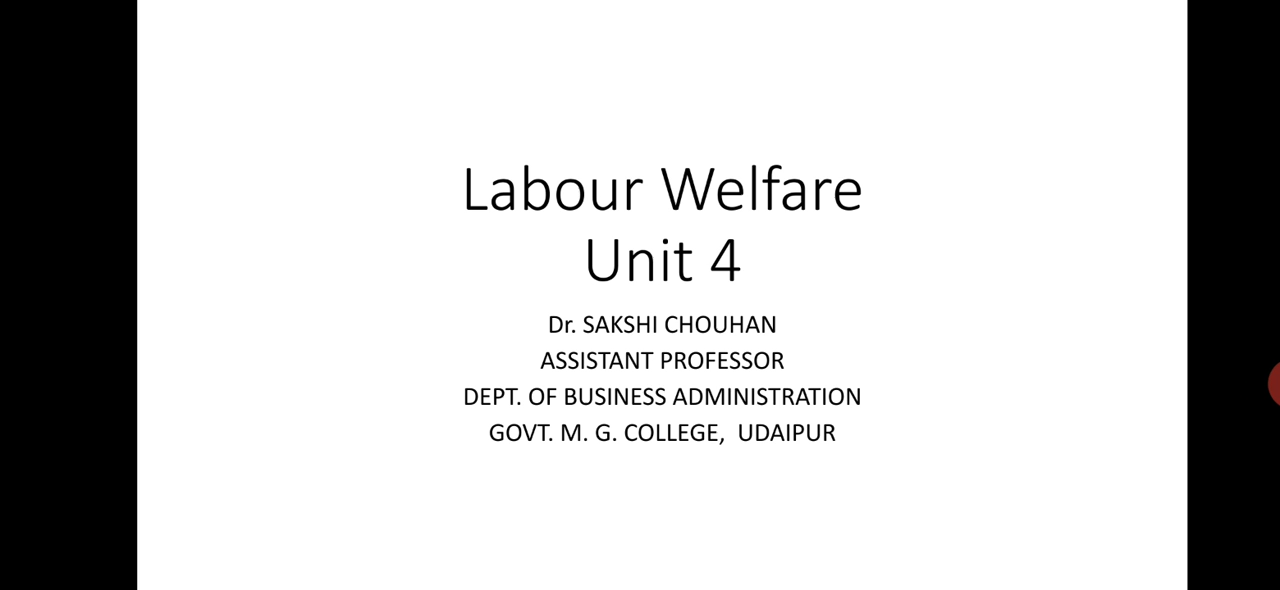 Labour Welfare
Unit 4
Dr. SAKSHI CHOUHAN
ASSISTANT PROFESSOR
DEPT. OF BUSINESS ADMINISTRATION
GOVT. M. G. COLLEGE,  UDAIPUR